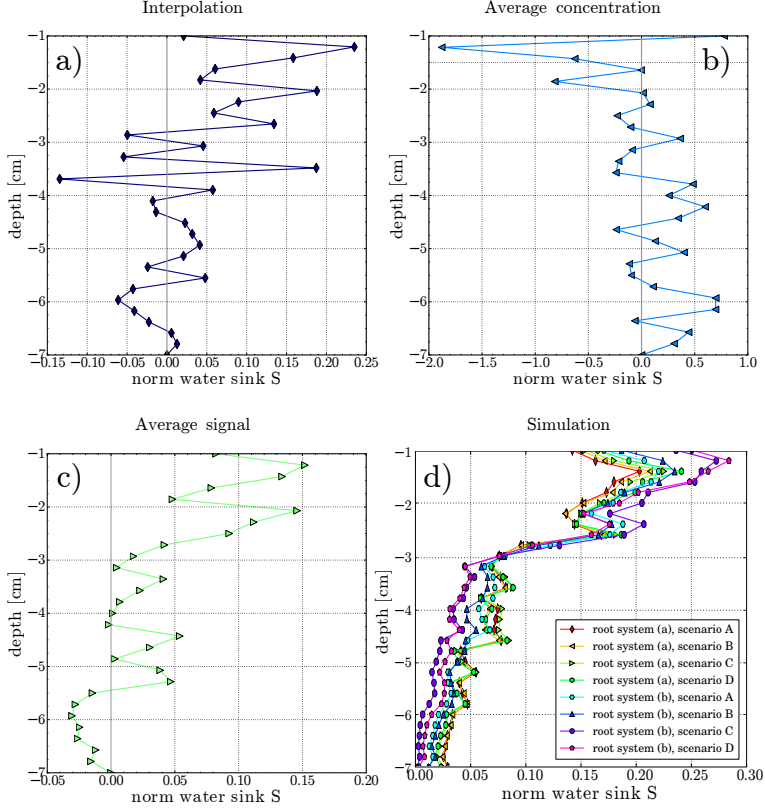 Interpolation
a)
−1
−2
−3
−4
−5
−6
−7
depth [cm]
−0.15 −0.10 −0.05 0.00 0.05 0.10 0.15 0.20 0.25
norm water sink S
Average concentration
b)
−1
−2
−3
−4
−5
−6
−7
depth [cm]
−2.0 −1.5 −1.0 −0.5 0.0 0.5 1.0
norm water sink S
Average signal
c)
−1
−2
−3
−4
−5
−6
−7
depth [cm]
−0.05 0.00 0.05 0.10 0.15 0.20
norm water sink S
Simulation
d)
−1
−2
−3
−4
−5
−6
−7
depth [cm]
0.00 0.05 0.10 0.15 0.20 0.25 0.30
norm water sink S
root system (a), scenario A
root system (a), scenario B
root system (a), scenario C
root system (a), scenario D
root system (b), scenario A
root system (b), scenario B
root system (b), scenario C
root system (b), scenario D